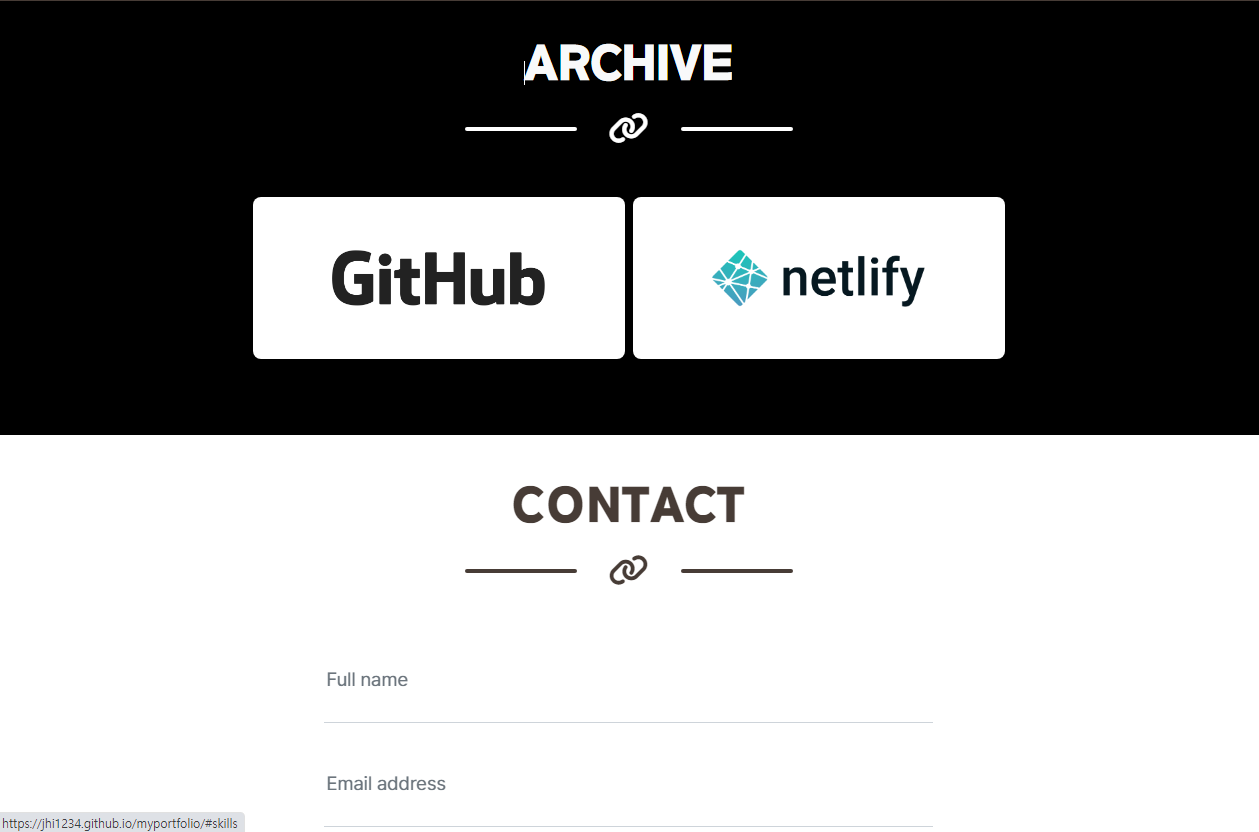 ARCHIVE
GitHub
netlify
CONTACT
Full name
Email address
https://jhi1234.github.io/myportfolio/#skills